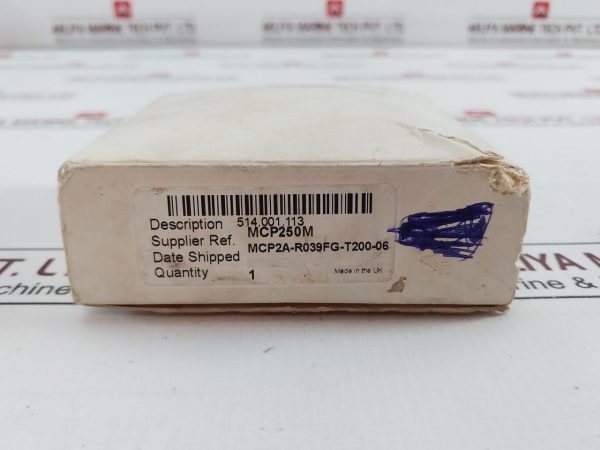 514.001.113
Description MCP250M
Supplier Ref. MCP2A-R039FG-T200-06
Date Shipped
Quantity 1 Made in the UK